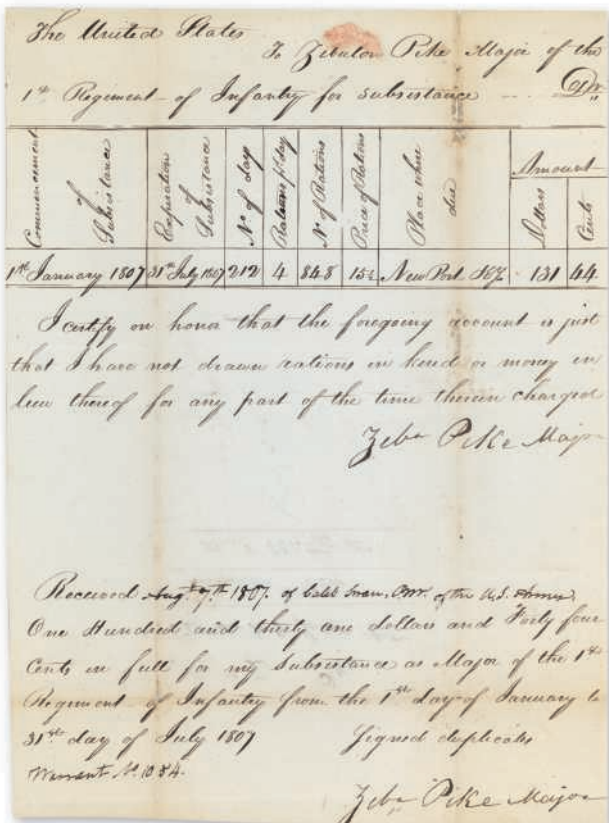 The United States
To Zebulon Pike Major of the
1st Regiment of Infantry for Subsistance Dr.
Commencement of Subsistance
Expiration of Subsistance
No of days
Rations pr day
No of Rations
Price of Rations
Place where due
Amount
Dollars
Cents
1st January 1807 31st July 1807 212 4 848 15½ New Port Ky. 131 44
I certify on honor that the foregoing account is just
that I have not drawn rations in kind or money in
lieu thereof for any part of the time therein charged
Zebn Pike Major
Received Augt 7th 1807. of Caleb Swan, P.Mr. of the U.S. Army
One Hundred and thirty one dollars and Forty four
Cents in full for my Subsistance as Major of the 1st
Regiment of Infantry from the 1st day of January to
31st day of July 1807 Signed duplicates
Warrant No. 1054.
Zebn Pike Major